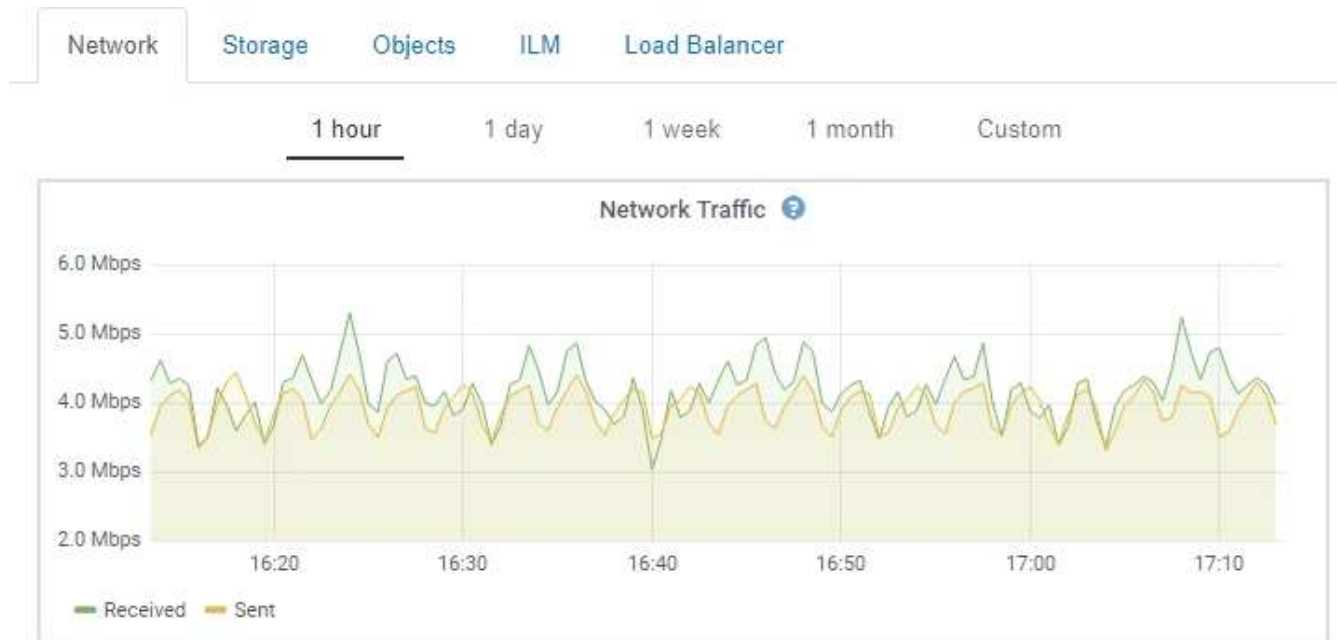 Network Storage Objects ILM Load Balancer
1 hour 1 day 1 week 1 month Custom
Network Traffic ?
6.0 Mbps
5.0 Mbps
4.0 Mbps
3.0 Mbps
2.0 Mbps
16:20 16:30 16:40 16:50 17:00 17:10
Received Sent